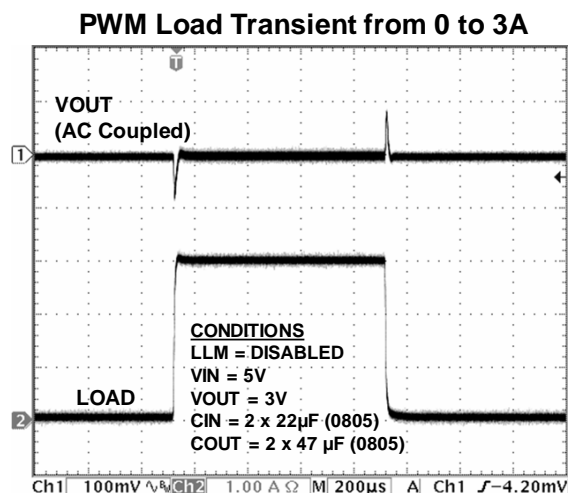 PWM Load Transient from 0 to 3A
T
VOUT
(AC Coupled)
1
CONDITIONS
LLM = DISABLED
VIN = 5V
VOUT = 3V
CIN = 2 x 22µF (0805)
COUT = 2 x 47 µF (0805)
LOAD
2
Ch1 100mV ∿ BW Ch2 1.00 A Ω M 200µs A Ch1 ʃ -4.20mV